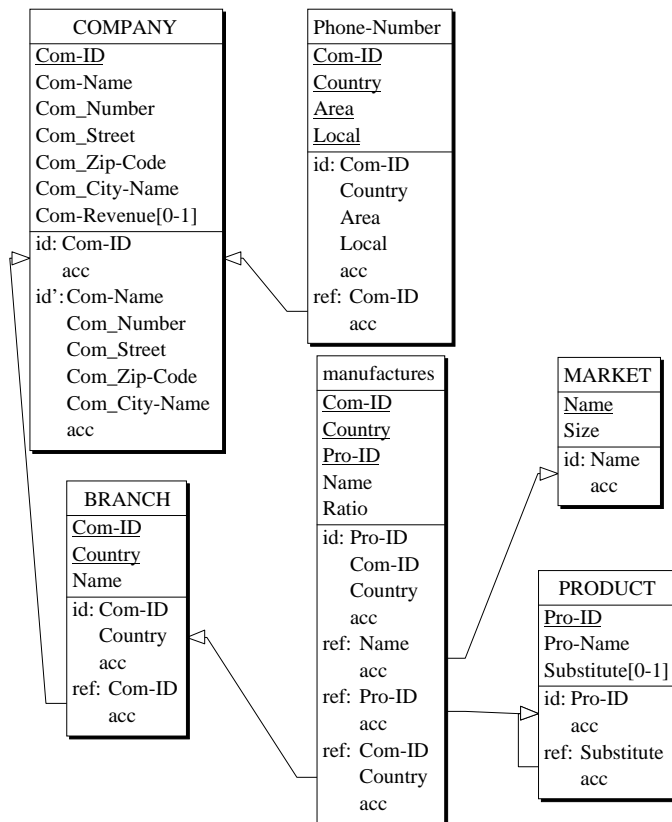 COMPANY
Com-ID
Com-Name
Com_Number
Com_Street
Com_Zip-Code
Com_City-Name
Com-Revenue[0-1]
id: Com-ID
acc
id':Com-Name
Com_Number
Com_Street
Com_Zip-Code
Com_City-Name
acc
Phone-Number
Com-ID
Country
Area
Local
id: Com-ID
Country
Area
Local
acc
ref: Com-ID
acc
BRANCH
Com-ID
Country
Name
id: Com-ID
Country
acc
ref: Com-ID
acc
manufactures
Com-ID
Country
Pro-ID
Name
Ratio
id: Pro-ID
Com-ID
Country
acc
ref: Name
acc
ref: Pro-ID
acc
ref: Com-ID
Country
acc
MARKET
Name
Size
id: Name
acc
PRODUCT
Pro-ID
Pro-Name
Substitute[0-1]
id: Pro-ID
acc
ref: Substitute
acc